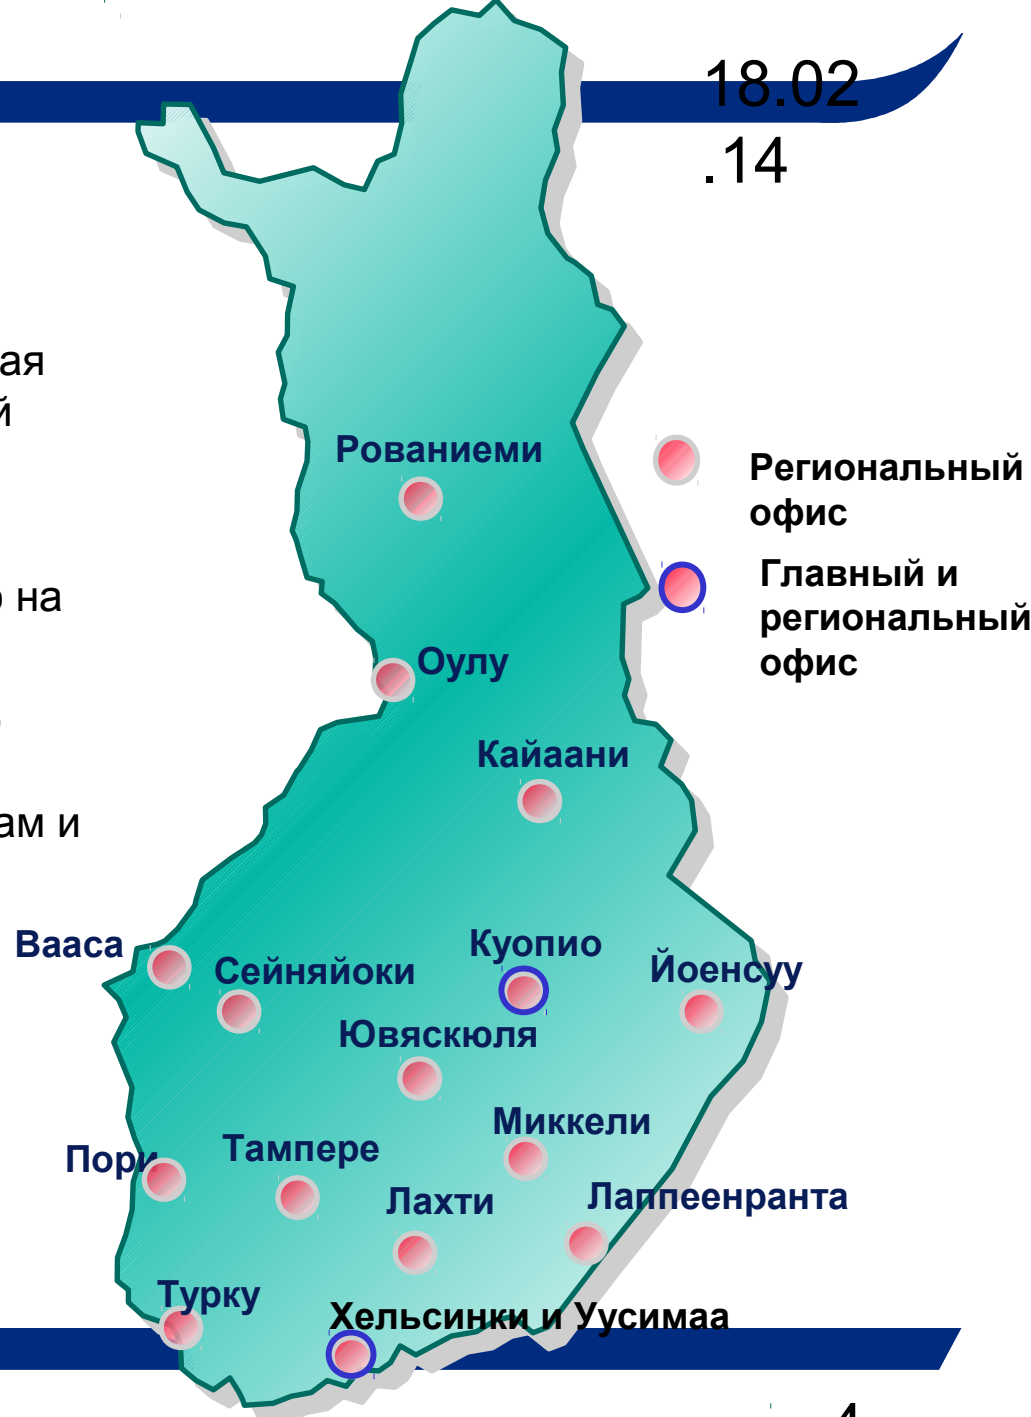 18.02
.14
ая
й
Рованиеми
Региональный
офис
Главный и
региональный
офис
на
Оулу
Кайаани
ам и
Вааса
Сейняйоки
Куопио
Йоенсуу
Ювяскюля
Миккели
Пори
Тампере
Лахти
Лаппеенранта
Турку
Хельсинки и Уусимаа
4